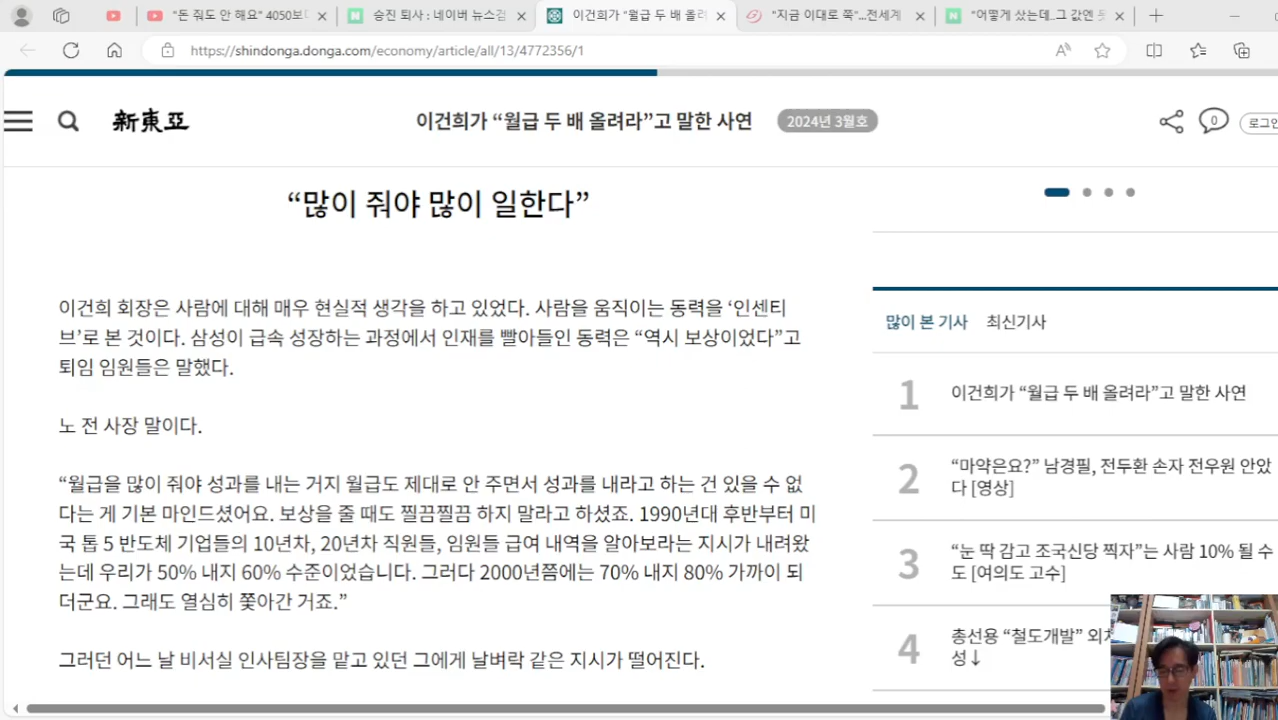 "돈 줘도 안 해요" 4050보다
승진 퇴사 : 네이버 뉴스검
이건희가 "월급 두 배 올려
"지금 이대로 쭉"...전세계
"어떻게 샀는데..그 값엔 못
https://shindonga.donga.com/economy/article/all/13/4772356/1
新東亞
이건희가 “월급 두 배 올려라”고 말한 사연
2024년 3월호
0
로그인
“많이 줘야 많이 일한다”
이건희 회장은 사람에 대해 매우 현실적 생각을 하고 있었다. 사람을 움직이는 동력을 ‘인센티
브’로 본 것이다. 삼성이 급속 성장하는 과정에서 인재를 빨아들인 동력은 “역시 보상이었다”고
퇴임 임원들은 말했다.
노 전 사장 말이다.
“월급을 많이 줘야 성과를 내는 거지 월급도 제대로 안 주면서 성과를 내라고 하는 건 있을 수 없
다는 게 기본 마인드셨어요. 보상을 줄 때도 찔끔찔끔 하지 말라고 하셨죠. 1990년대 후반부터 미
국 톱 5 반도체 기업들의 10년차, 20년차 직원들, 임원들 급여 내역을 알아보라는 지시가 내려왔
는데 우리가 50% 내지 60% 수준이었습니다. 그러다 2000년쯤에는 70% 내지 80% 가까이 되
더군요. 그래도 열심히 쫓아간 거죠.”
그러던 어느 날 비서실 인사팀장을 맡고 있던 그에게 날벼락 같은 지시가 떨어진다.
많이 본 기사 최신기사
1 이건희가 “월급 두 배 올려라”고 말한 사연
2 “마약은요?” 남경필, 전두환 손자 전우원 안았
다 [영상]
3 “눈 딱 감고 조국신당 찍자”는 사람 10% 될 수
도 [여의도 고수]
4 총선용 “철도개발” 외
성↓